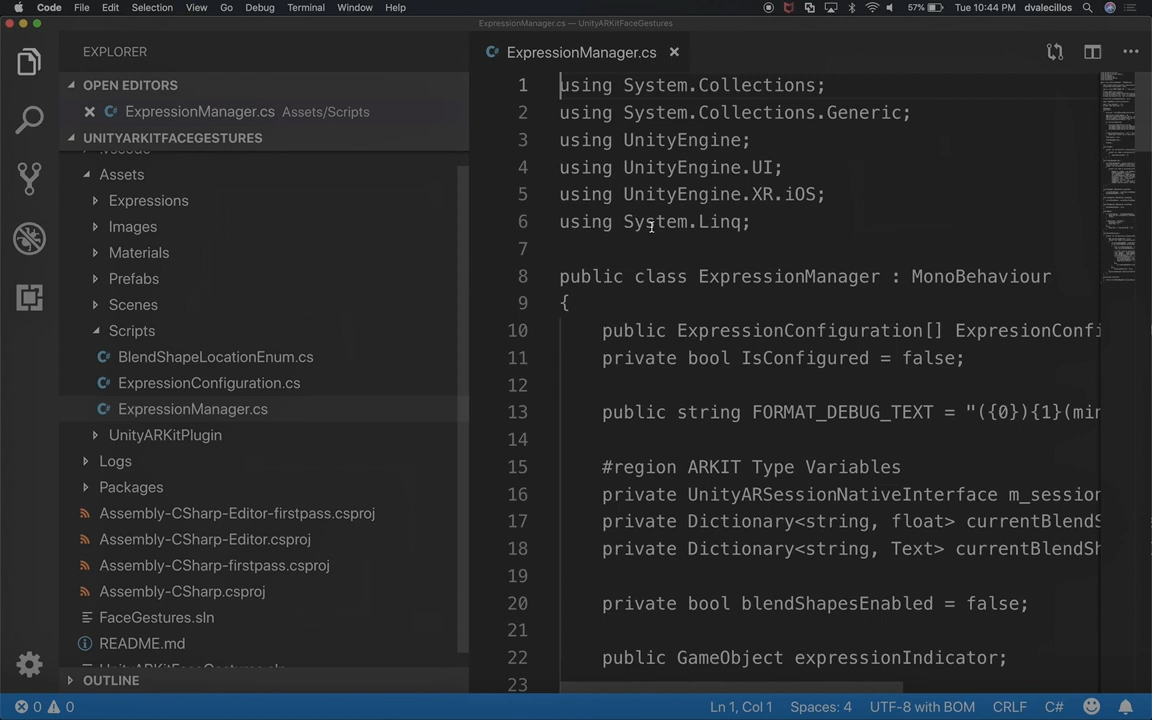 Code File Edit Selection View Go Debug Terminal Window Help 57% Tue 10:44 PM dvalecillos
ExpressionManager.cs — UnityARKitFaceGestures
EXPLORER
OPEN EDITORS
ExpressionManager.cs Assets/Scripts
UNITYARKITFACEGESTURES
.vscode
Assets
Expressions
Images
Materials
Prefabs
Scenes
Scripts
BlendShapeLocationEnum.cs
ExpressionConfiguration.cs
ExpressionManager.cs
UnityARKitPlugin
Logs
Packages
Assembly-CSharp-Editor-firstpass.csproj
Assembly-CSharp-Editor.csproj
Assembly-CSharp-firstpass.csproj
Assembly-CSharp.csproj
FaceGestures.sln
README.md
UnityARKitFaceGestures.sln
OUTLINE
ExpressionManager.cs
1 using System.Collections;
2 using System.Collections.Generic;
3 using UnityEngine;
4 using UnityEngine.UI;
5 using UnityEngine.XR.iOS;
6 using System.Linq;
7
8 public class ExpressionManager : MonoBehaviour
9 {
10 public ExpressionConfiguration[] ExpresionConfi
11 private bool IsConfigured = false;
12
13 public string FORMAT_DEBUG_TEXT = "({0}){1}(min
14
15 #region ARKIT Type Variables
16 private UnityARSessionNativeInterface m_session
17 private Dictionary<string, float> currentBlendS
18 private Dictionary<string, Text> currentBlendSh
19
20 private bool blendShapesEnabled = false;
21
22 public GameObject expressionIndicator;
23
0 0 Ln 1, Col 1 Spaces: 4 UTF-8 with BOM CRLF C#